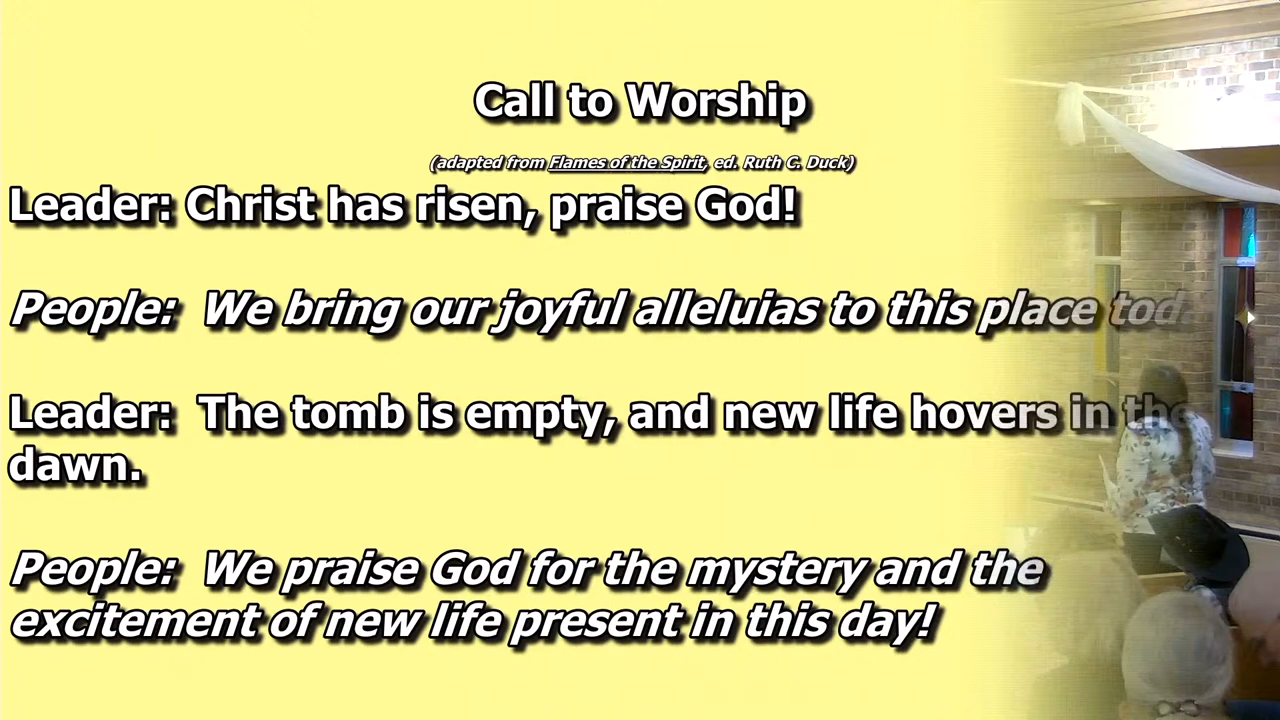 Call to Worship
(adapted from Flames of the Spirit, ed. Ruth C. Duck)
Leader: Christ has risen, praise God!
People: We bring our joyful alleluias to this place
Leader: The tomb is empty, and new life hovers in the
dawn.
People: We praise God for the mystery and the
excitement of new life present in this day!